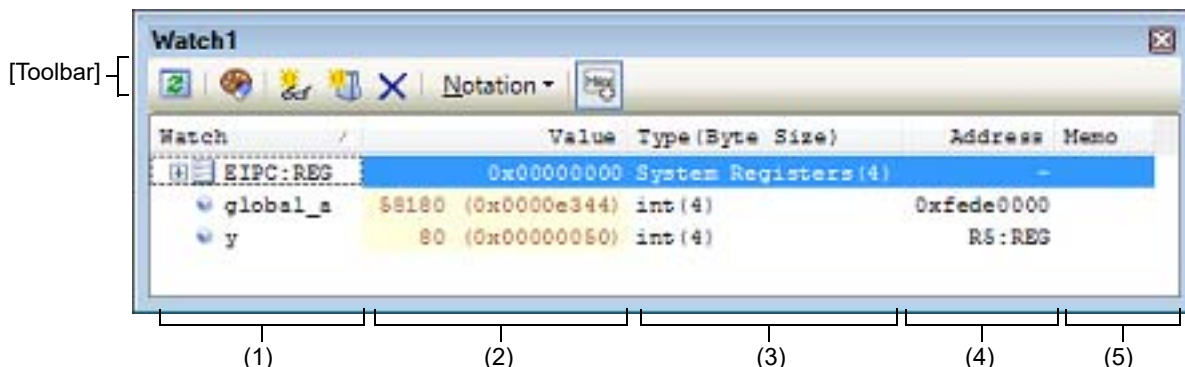 Watch1
[Toolbar]
Notation
Hex
Watch Value Type(Byte Size) Address Memo
EIPC:REG 0x00000000 System Registers(4) -
global_a 58180 (0x0000e344) int(4) 0xfede0000
y 80 (0x00000050) int(4) R5:REG
(1) (2) (3) (4) (5)